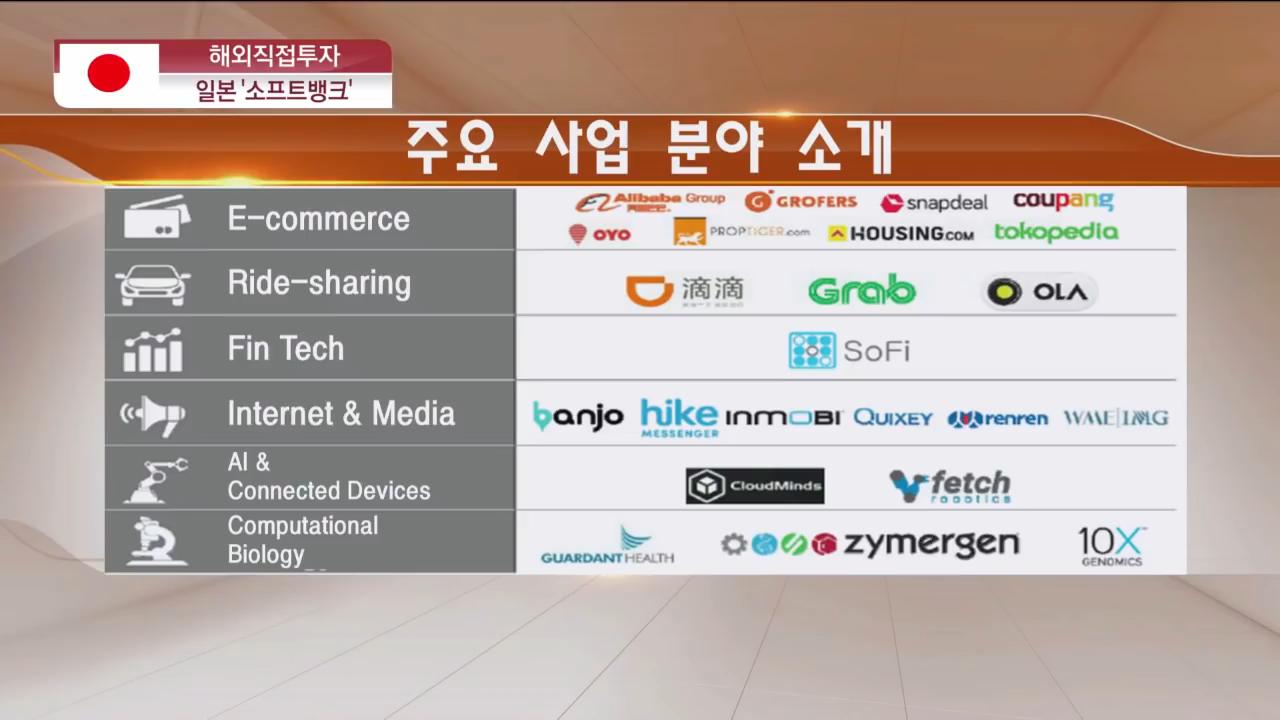 해외직접투자
일본 '소프트뱅크'
주요 사업 분야 소개
E-commerce
Alibaba Group
GROFERS
snapdeal
coupang
OYO
PROPTIGER.com
HOUSING.COM
tokopedia
Ride-sharing
滴滴
Grab
OLA
Fin Tech
SoFi
Internet & Media
banjo
hike
MESSENGER
INMOBI
QUIXEY
renren
WME|IMG
AI &
Connected Devices
CloudMinds
fetch
robotics
Computational
Biology
GUARDANT HEALTH
zymergen
10X
GENOMICS